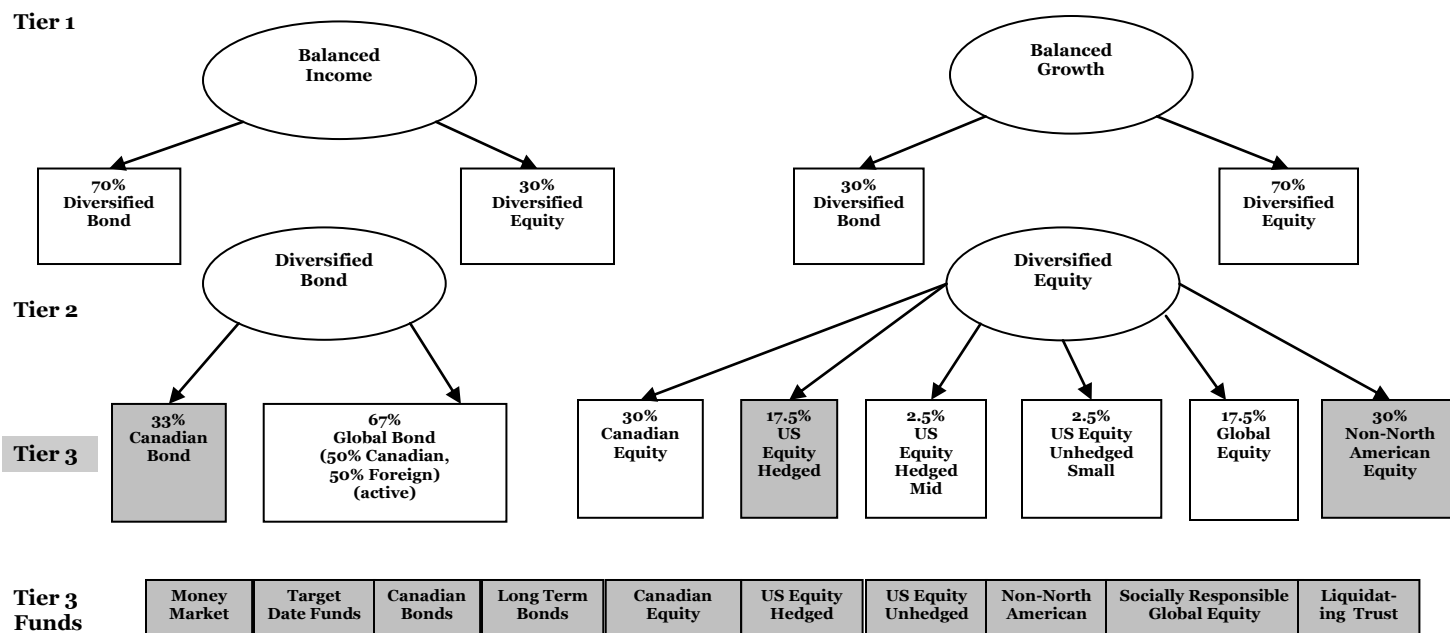 Tier 1
Balanced
Income
Balanced
Growth
70%
Diversified
Bond
30%
Diversified
Equity
30%
Diversified
Bond
70%
Diversified
Equity
Tier 2
Diversified
Bond
Diversified
Equity
Tier 3
33%
Canadian
Bond
67%
Global Bond
(50% Canadian,
50% Foreign)
(active)
30%
Canadian
Equity
17.5%
US
Equity
Hedged
2.5%
US
Equity
Hedged
Mid
2.5%
US Equity
Unhedged
Small
17.5%
Global
Equity
30%
Non-North
American
Equity
Tier 3
Funds
Money
Market
Target
Date Funds
Canadian
Bonds
Long Term
Bonds
Canadian
Equity
US Equity
Hedged
US Equity
Unhedged
Non-North
American
Socially Responsible
Global Equity
Liquidat-
ing Trust